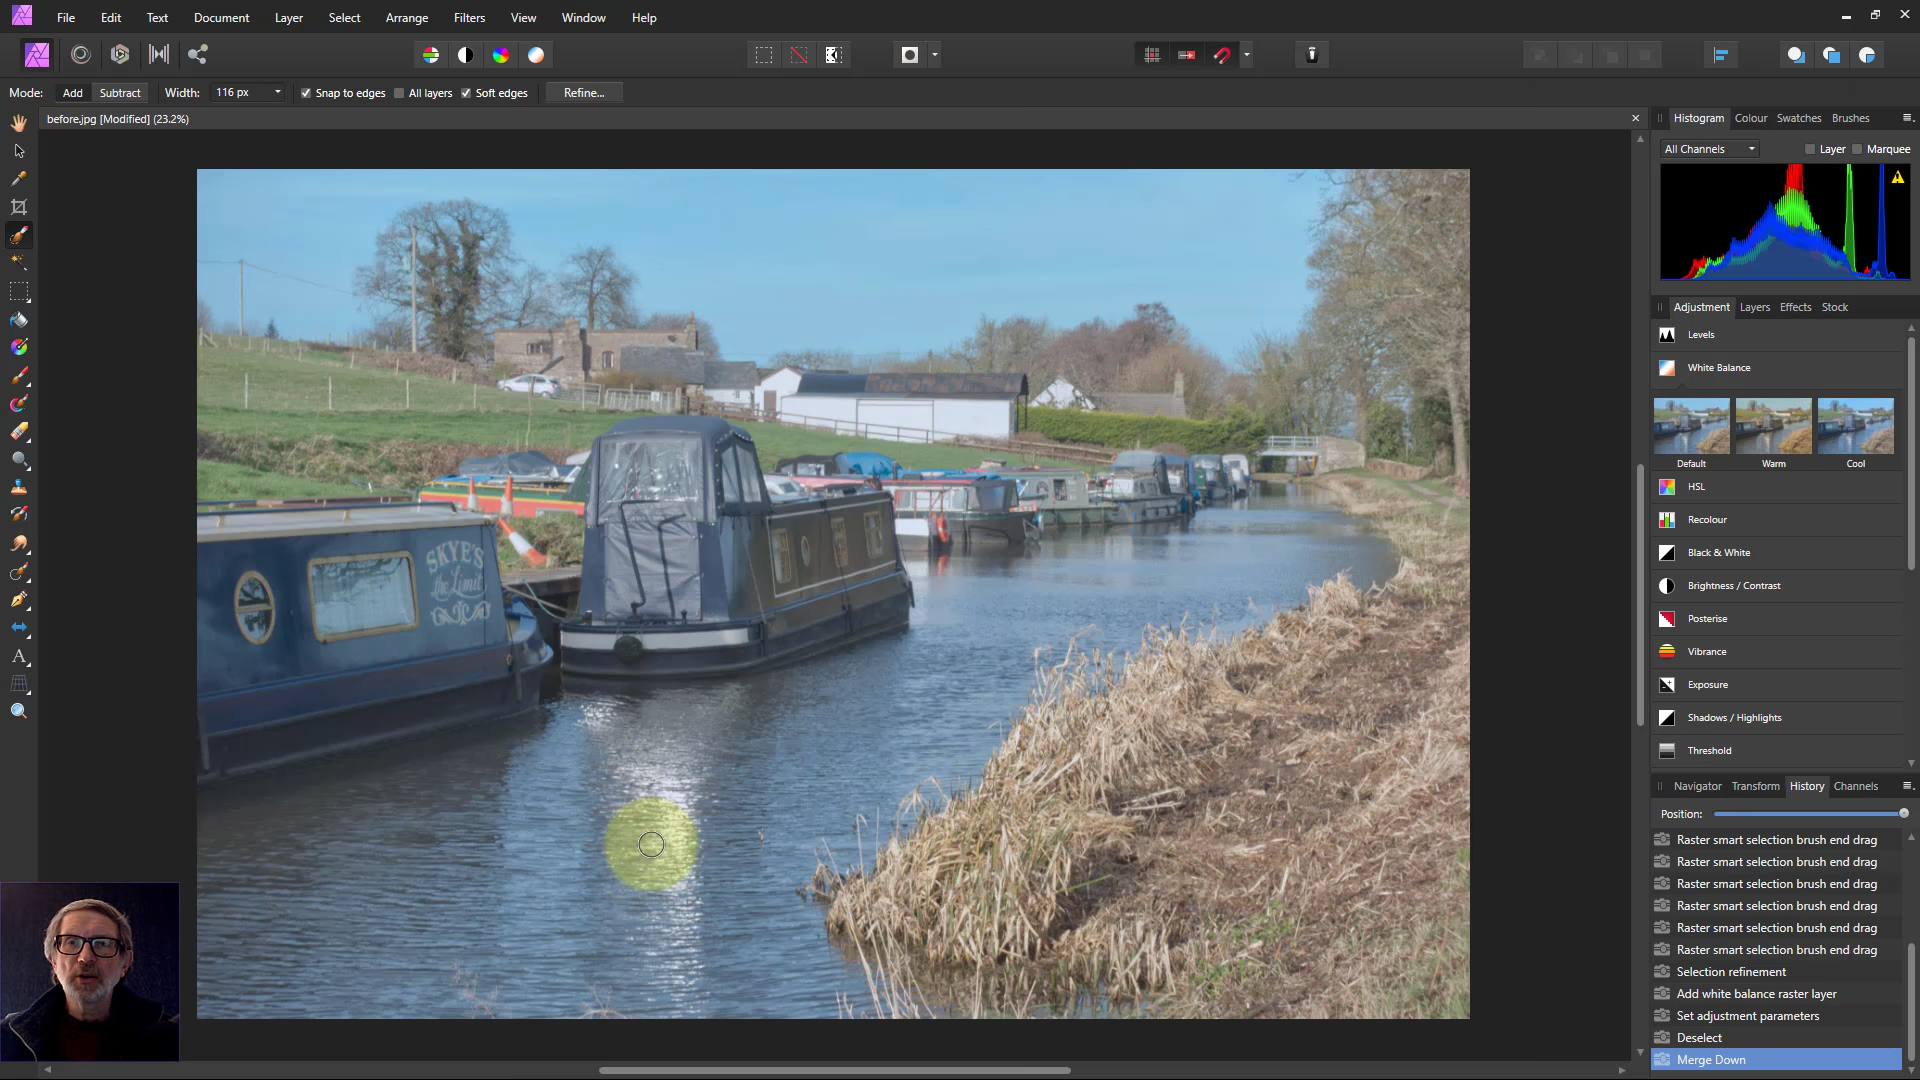 File Edit Text Document Layer Select Arrange Filters View Window Help
Mode: Add Subtract Width: 116 px Snap to edges All layers Soft edges Refine...
before.jpg [Modified] (23.2%)
Histogram Colour Swatches Brushes
All Channels Layer Marquee
Adjustment Layers Effects Stock
Levels
White Balance
Default Warm Cool
HSL
Recolour
Black & White
Brightness / Contrast
Posterise
Vibrance
Exposure
Shadows / Highlights
Threshold
Navigator Transform History Channels
Position:
Raster smart selection brush end drag
Raster smart selection brush end drag
Raster smart selection brush end drag
Raster smart selection brush end drag
Raster smart selection brush end drag
Raster smart selection brush end drag
Selection refinement
Add white balance raster layer
Set adjustment parameters
Deselect
Merge Down
SKYE'S
the Limit